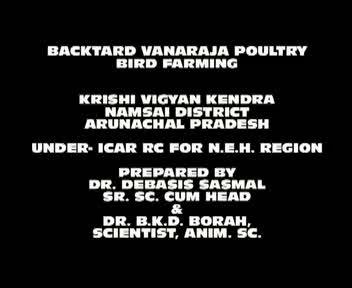 BACKTARD VANARAJA POULTRY
BIRD FARMING
KRISHI VIGYAN KENDRA
NAMSAI DISTRICT
ARUNACHAL PRADESH
UNDER- ICAR RC FOR N.E.H. REGION
PREPARED BY
DR. DEBASIS SASMAL
SR. SC. CUM HEAD
&
DR. B.K.D. BORAH,
SCIENTIST, ANIM. SC.